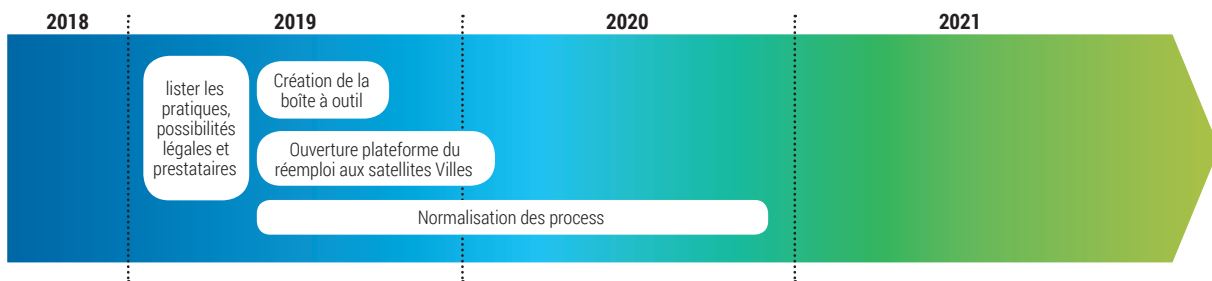 2018
2019
2020
2021
lister les
pratiques,
possibilités
légales et
prestataires
Création de la
boîte à outil
Ouverture plateforme du
réemploi aux satellites Villes
Normalisation des process